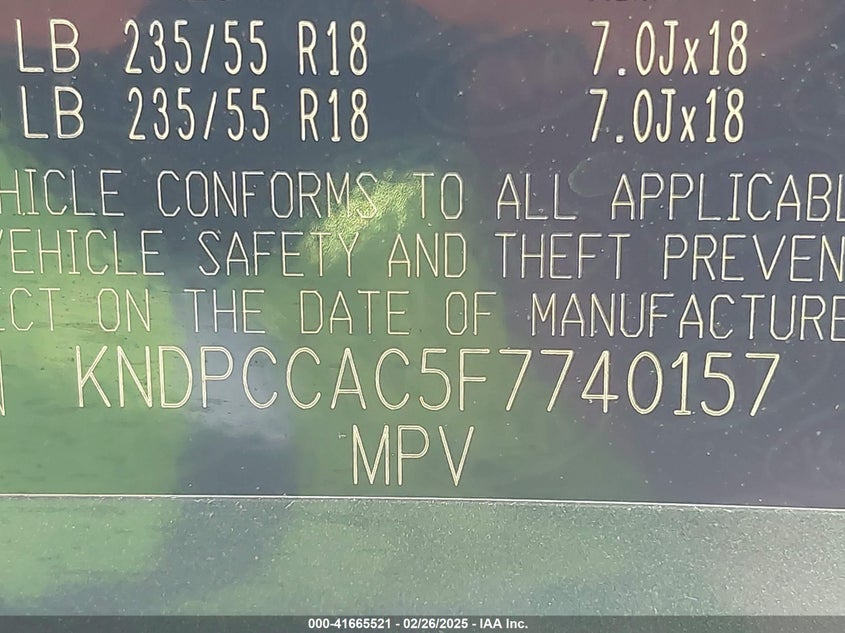 LB 235/55 R18 7.0Jx18
LB 235/55 R18 7.0Jx18
HICLE CONFORMS TO ALL APPLICABL
VEHICLE SAFETY AND THEFT PREVEN
ECT ON THE DATE OF MANUFACTURE
KNDPCCAC5F7740157
MPV
000-41665521 - 02/26/2025 - IAA Inc.